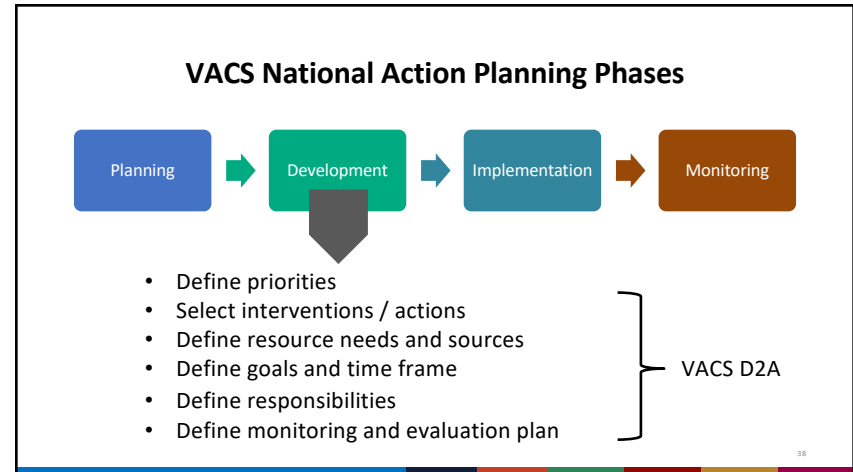 VACS National Action Planning Phases
Planning
Development
Implementation
Monitoring
• Define priorities
• Select interventions / actions
• Define resource needs and sources
• Define goals and time frame
• Define responsibilities
• Define monitoring and evaluation plan
VACS D2A
38